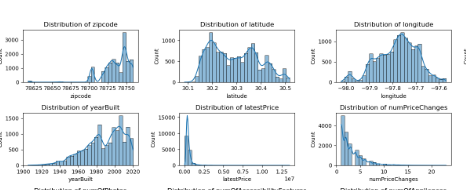 Distribution of zipcode
Distribution of latitude
Distribution of longitude
Count
3000
2000
1000
0
78625 78650 78675 78700 78725 78750
zipcode
Count
1000
500
0
30.1 30.2 30.3 30.4 30.5
latitude
Count
1000
500
0
−98.0 −97.9 −97.8 −97.7 −97.6
longitude
Distribution of yearBuilt
Distribution of latestPrice
Distribution of numPriceChanges
Count
1500
1000
500
0
1900 1920 1940 1960 1980 2000 2020
yearBuilt
Count
15000
10000
5000
0
0.00 0.25 0.50 0.75 1.00 1.25
1e7
latestPrice
Count
4000
2000
0
0 5 10 15 20
numPriceChanges